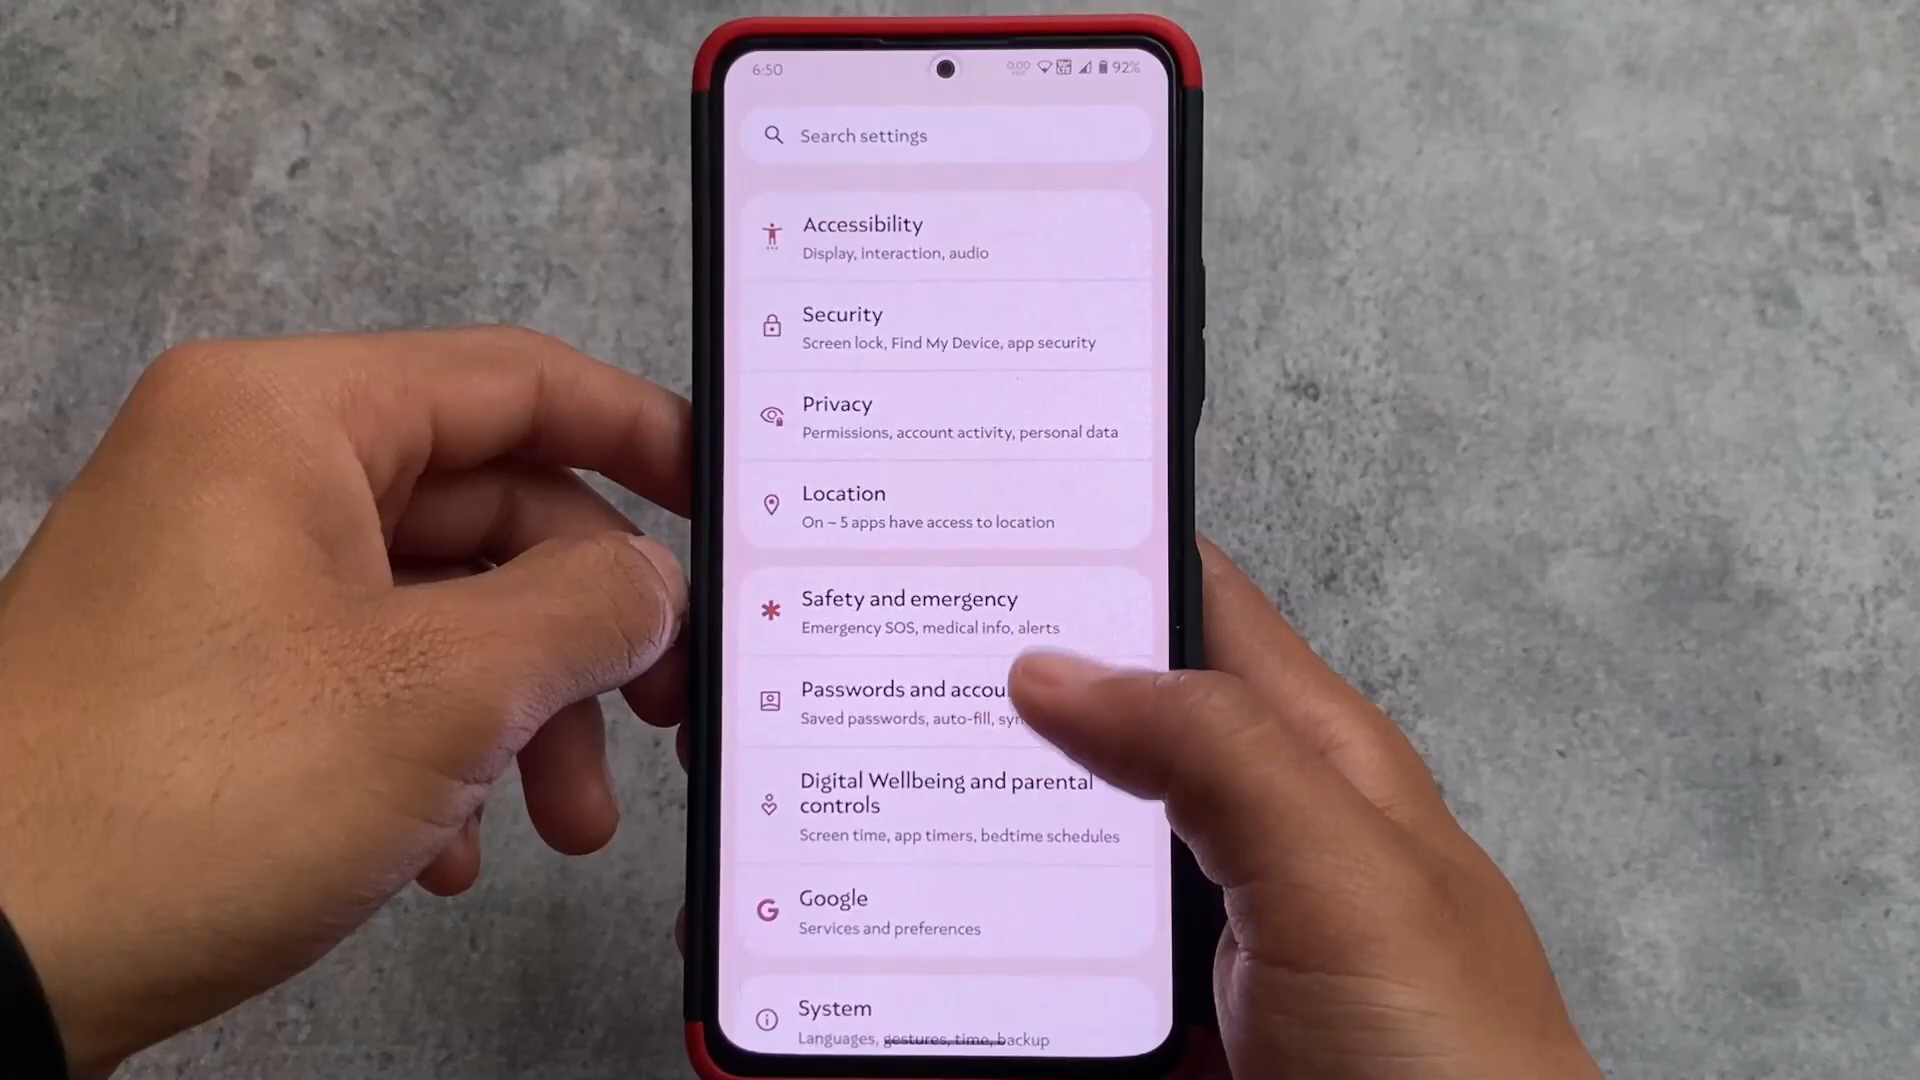 6:50
0.00
92%
Search settings
Accessibility
Display, interaction, audio
Security
Screen lock, Find My Device, app security
Privacy
Permissions, account activity, personal data
Location
On – 5 apps have access to location
Safety and emergency
Emergency SOS, medical info, alerts
Passwords and
Saved passwords, auto-fill,
Digital Wellbeing and parental
controls
Screen time, app timers, bedtime schedules
Google
Services and preferences
System
Languages, gestures, time, backup